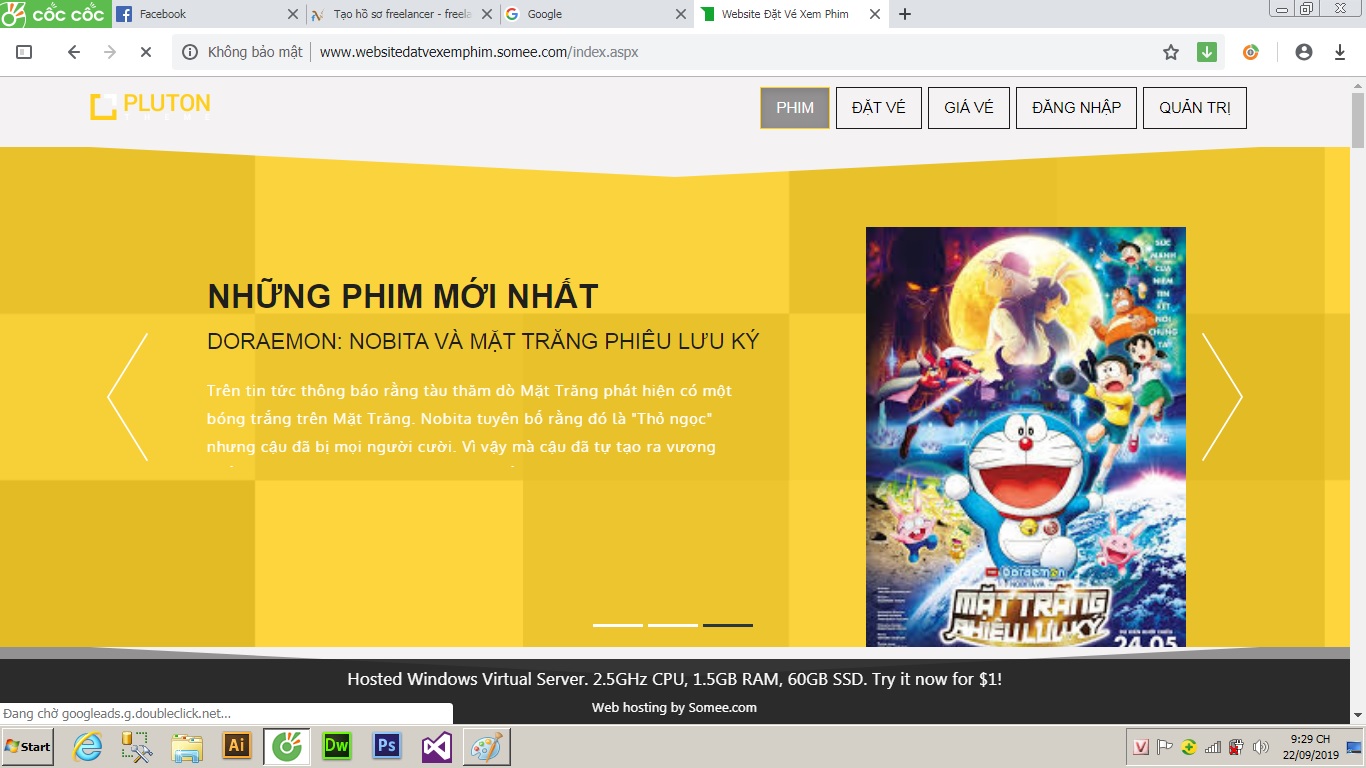 cốc cốc
Facebook
Tạo hồ sơ freelancer - freela
Google
Website Đặt Vé Xem Phim
Không bảo mật
www.websitedatvexemphim.somee.com/index.aspx
PLUTON
THEME
PHIM
ĐẶT VÉ
GIÁ VÉ
ĐĂNG NHẬP
QUẢN TRỊ
NHỮNG PHIM MỚI NHẤT
DORAEMON: NOBITA VÀ MẶT TRĂNG PHIÊU LƯU KÝ
Trên tin tức thông báo rằng tàu thăm dò Mặt Trăng phát hiện có một
bóng trắng trên Mặt Trăng. Nobita tuyên bố rằng đó là "Thỏ ngọc"
nhưng cậu đã bị mọi người cười. Vì vậy mà cậu đã tự tạo ra vương
SỨC
MẠNH
CỦA
NIỀM
TIN
KẾT
NỐI
CHÚNG
TA
Doraemon
NOBITA VÀ
MẶT TRĂNG
PHIÊU LƯU KÝ
24.05
Hosted Windows Virtual Server. 2.5GHz CPU, 1.5GB RAM, 60GB SSD. Try it now for $1!
Web hosting by Somee.com
Đang chờ googleads.g.doubleclick.net...
Start
Ai
Dw
Ps
V
9:29 CH
22/09/2019